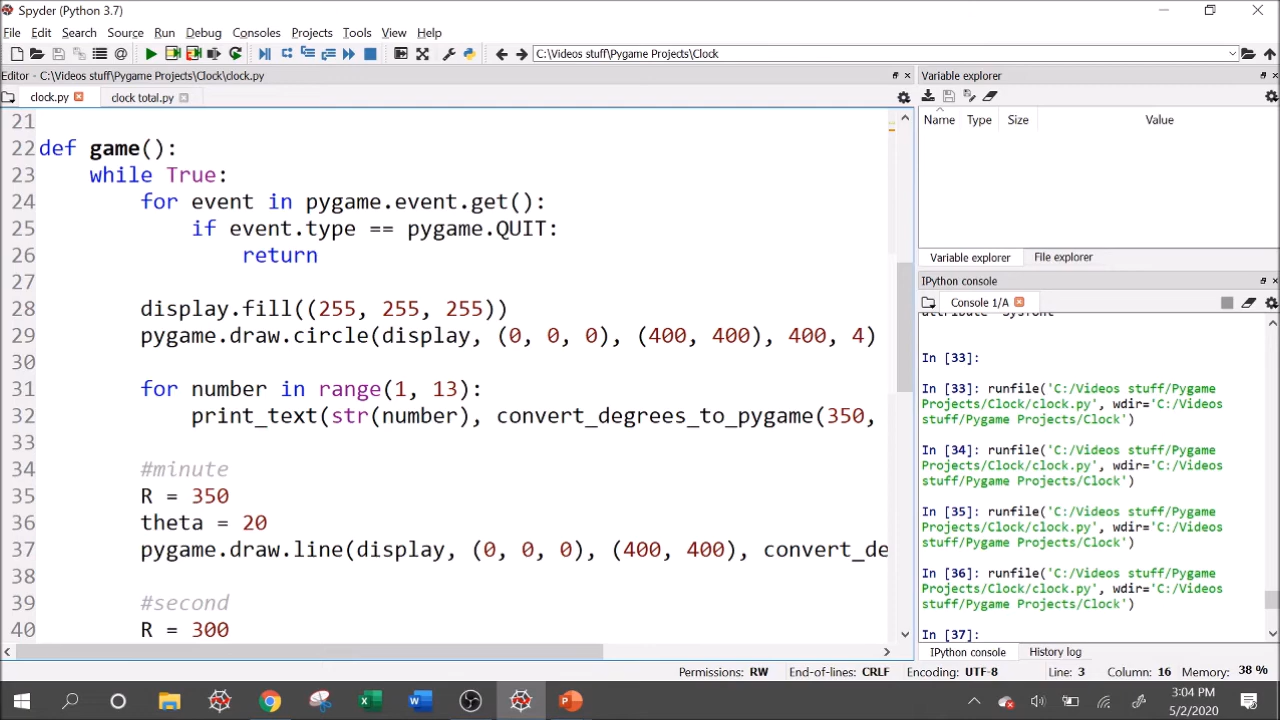 Spyder (Python 3.7)
File Edit Search Source Run Debug Consoles Projects Tools View Help
C:\Videos stuff\Pygame Projects\Clock
Editor - C:\Videos stuff\Pygame Projects\Clock\clock.py
clock.py clock total.py
21
22 def game():
23 while True:
24 for event in pygame.event.get():
25 if event.type == pygame.QUIT:
26 return
27
28 display.fill((255, 255, 255))
29 pygame.draw.circle(display, (0, 0, 0), (400, 400), 400, 4)
30
31 for number in range(1, 13):
32 print_text(str(number), convert_degrees_to_pygame(350,
33
34 #minute
35 R = 350
36 theta = 20
37 pygame.draw.line(display, (0, 0, 0), (400, 400), convert_de
38
39 #second
40 R = 300
Variable explorer
Name Type Size Value
Variable explorer File explorer
IPython console
Console 1/A
attribute 'SysFont'
In [33]:
In [33]: runfile('C:/Videos stuff/Pygame
Projects/Clock/clock.py', wdir='C:/Videos
stuff/Pygame Projects/Clock')
In [34]: runfile('C:/Videos stuff/Pygame
Projects/Clock/clock.py', wdir='C:/Videos
stuff/Pygame Projects/Clock')
In [35]: runfile('C:/Videos stuff/Pygame
Projects/Clock/clock.py', wdir='C:/Videos
stuff/Pygame Projects/Clock')
In [36]: runfile('C:/Videos stuff/Pygame
Projects/Clock/clock.py', wdir='C:/Videos
stuff/Pygame Projects/Clock')
In [37]:
IPython console History log
Permissions: RW End-of-lines: CRLF Encoding: UTF-8 Line: 3 Column: 16 Memory: 38 %
3:04 PM
5/2/2020